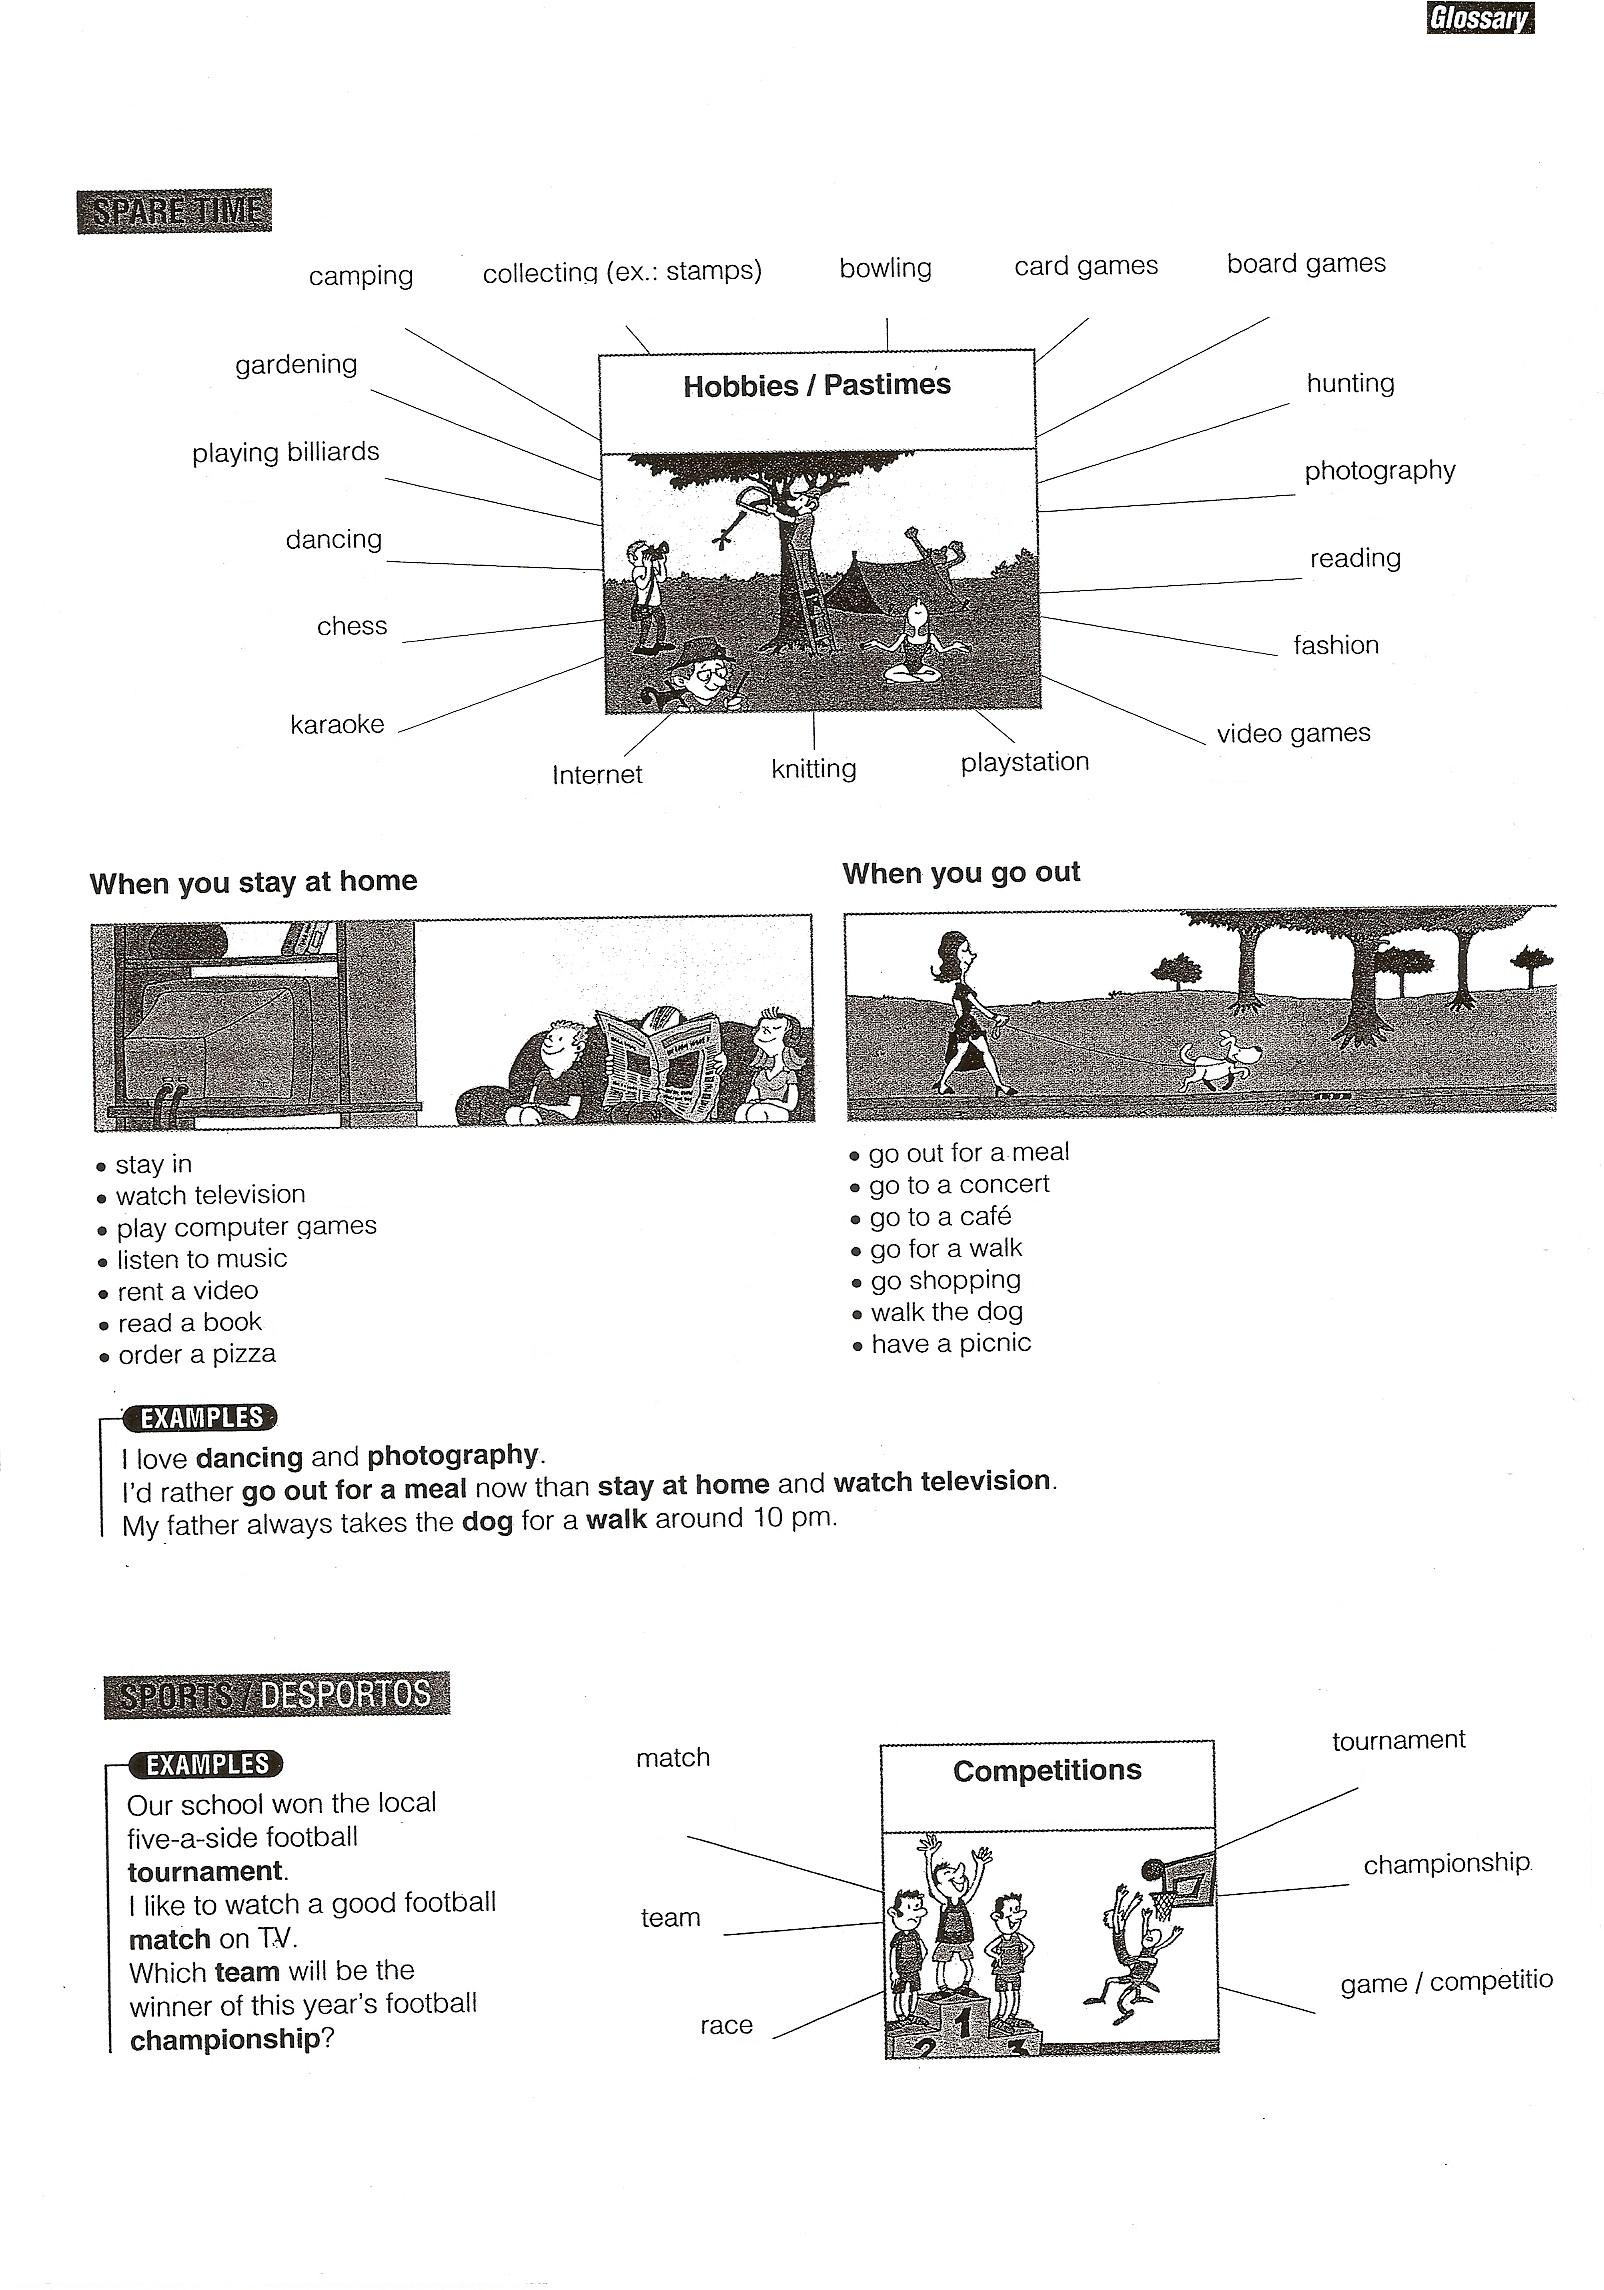 Glossary
SPARE TIME
camping
collecting (ex.: stamps)
bowling
card games
board games
gardening
Hobbies / Pastimes
hunting
playing billiards
photography
dancing
reading
chess
fashion
karaoke
video games
Internet
knitting
playstation
When you stay at home
When you go out
• stay in
• watch television
• play computer games
• listen to music
• rent a video
• read a book
• order a pizza
• go out for a meal
• go to a concert
• go to a café
• go for a walk
• go shopping
• walk the dog
• have a picnic
EXAMPLES
I love dancing and photography.
I'd rather go out for a meal now than stay at home and watch television.
My father always takes the dog for a walk around 10 pm.
SPORTS / DESPORTOS
EXAMPLES
Our school won the local
five-a-side football
tournament.
I like to watch a good football
match on TV.
Which team will be the
winner of this year's football
championship?
match
team
race
Competitions
1
2
3
tournament
championship
game / competitio